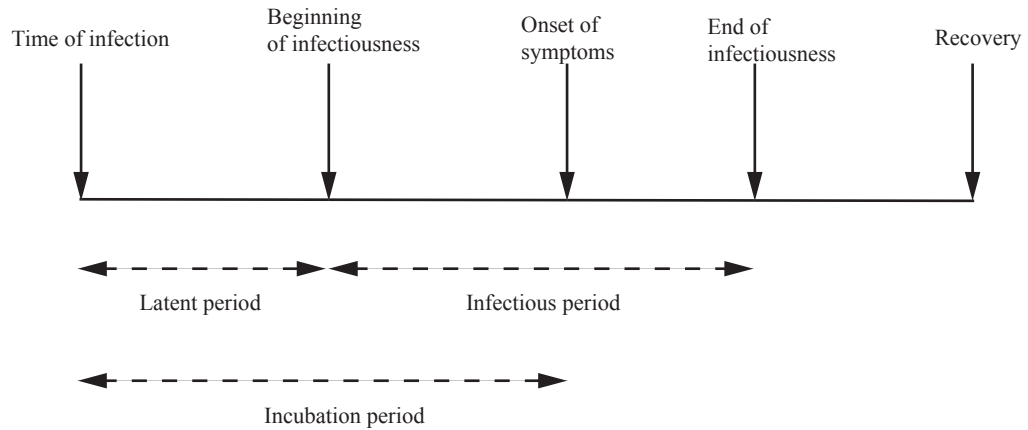 Time of infection
Beginning
of infectiousness
Onset of
symptoms
End of
infectiousness
Recovery
Latent period
Infectious period
Incubation period